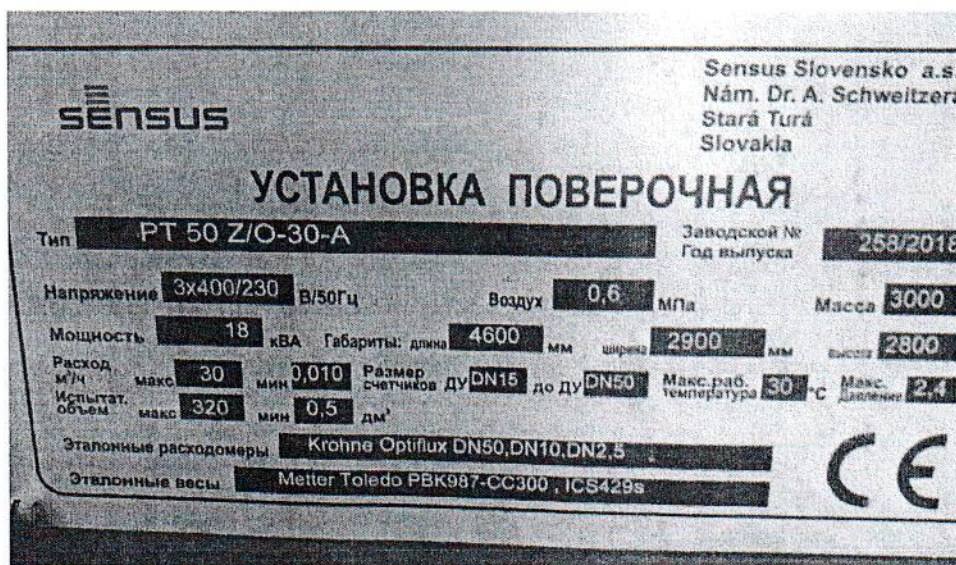 sensus
Sensus Slovensko a.s.
Nám. Dr. A. Schweitzera
Stará Turá
Slovakia
УСТАНОВКА ПОВЕРОЧНАЯ
Тип PT 50 Z/O-30-A Заводской № Год выпуска 258/2018
Напряжение 3x400/230 В/50Гц Воздух 0,6 МПа Масса 3000
Мощность 18 кВА Габариты: длина 4600 мм ширина 2900 мм высота 2800
Расход м³/ч макс 30 мин 0,010 Размер счетчиков ДУ DN15 до ДУ DN50 Макс.раб. температура 30 °C Макс. давление 2,4
Испытат. объем макс 320 мин 0,5 дм³
Эталонные расходомеры Krohne Optiflux DN50,DN10,DN2,5
Эталонные весы Metter Toledo PBK987-CC300 , ICS429s
CE